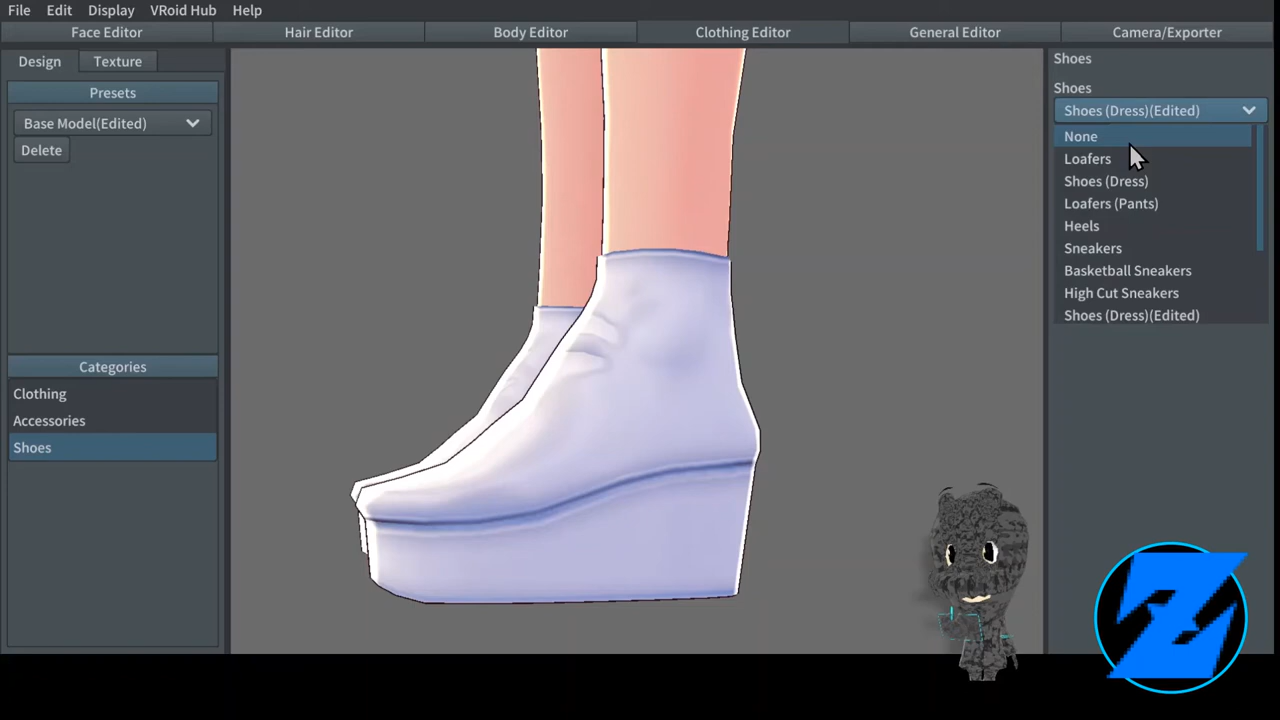 File Edit Display VRoid Hub Help
Face Editor Hair Editor Body Editor Clothing Editor General Editor Camera/Exporter
Design Texture
Presets
Base Model(Edited)
Delete
Categories
Clothing
Accessories
Shoes
Shoes
Shoes
Shoes (Dress)(Edited)
None
Loafers
Shoes (Dress)
Loafers (Pants)
Heels
Sneakers
Basketball Sneakers
High Cut Sneakers
Shoes (Dress)(Edited)
Z